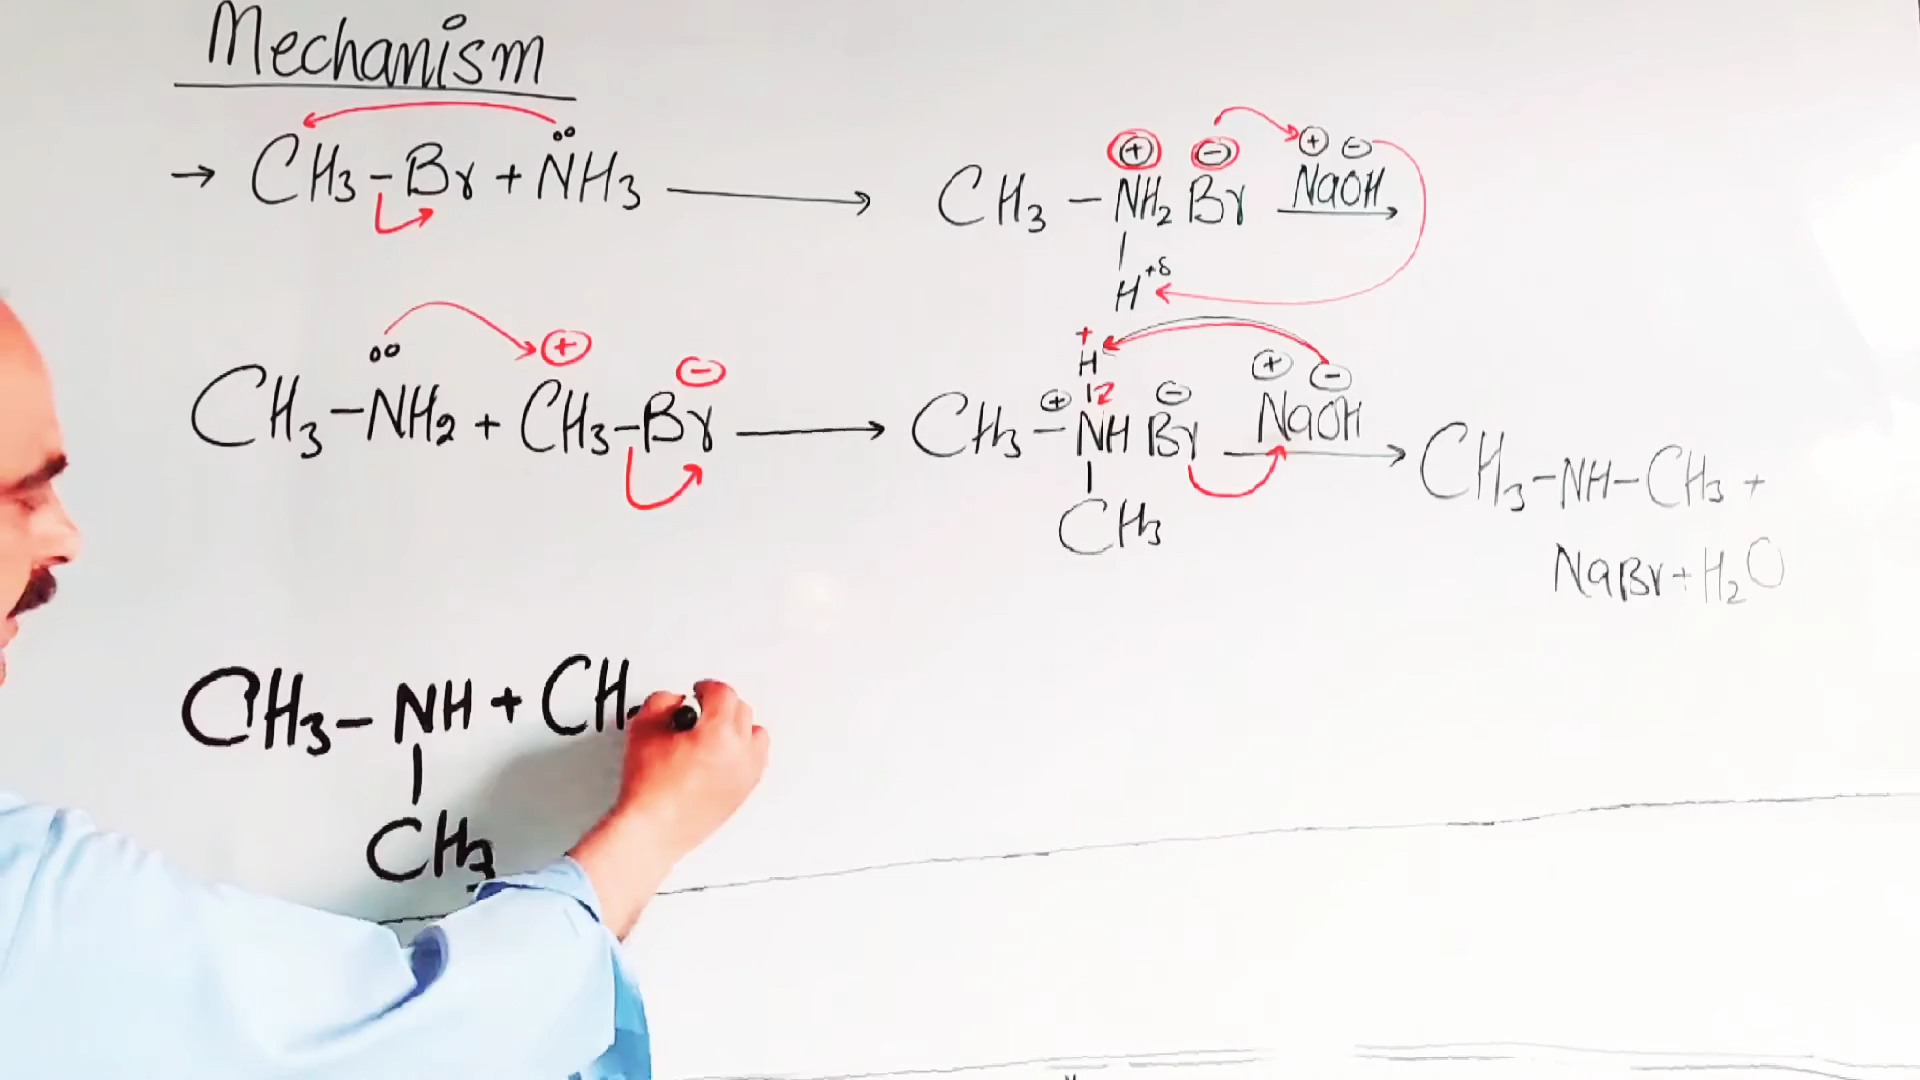 Mechanism
→ CH3-Br + NH3 ⟶ CH3-NH2 Br NaOH
H +δ
+
H
CH3-NH2 + CH3-Br ⟶ CH3-NH Br NaOH ⟶ CH3-NH-CH3 +
CH3
NaBr + H2O
CH3-NH + CH
CH3